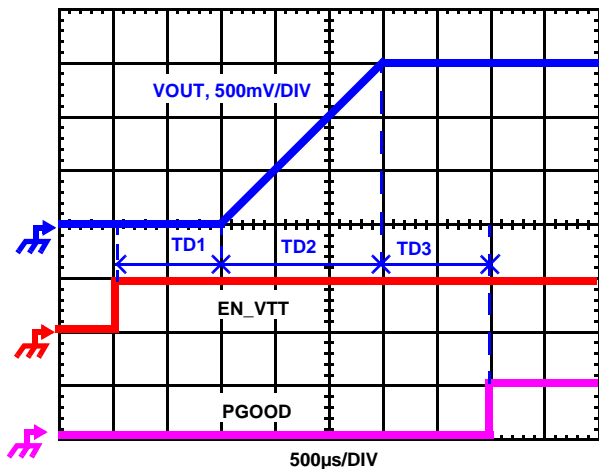 VOUT, 500mV/DIV
TD1 TD2 TD3
EN_VTT
PGOOD
500µs/DIV